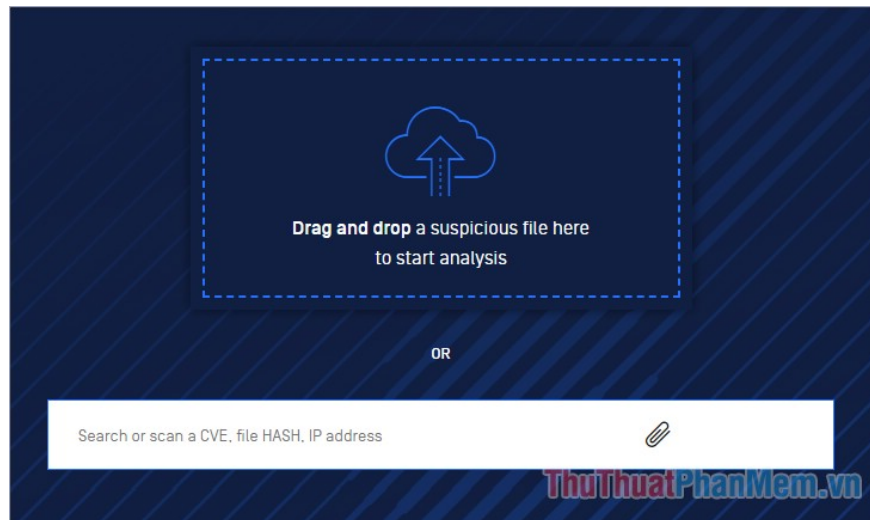 Drag and drop a suspicious file here
to start analysis
OR
Search or scan a CVE, file HASH, IP address
ThuThuatPhanMem.vn